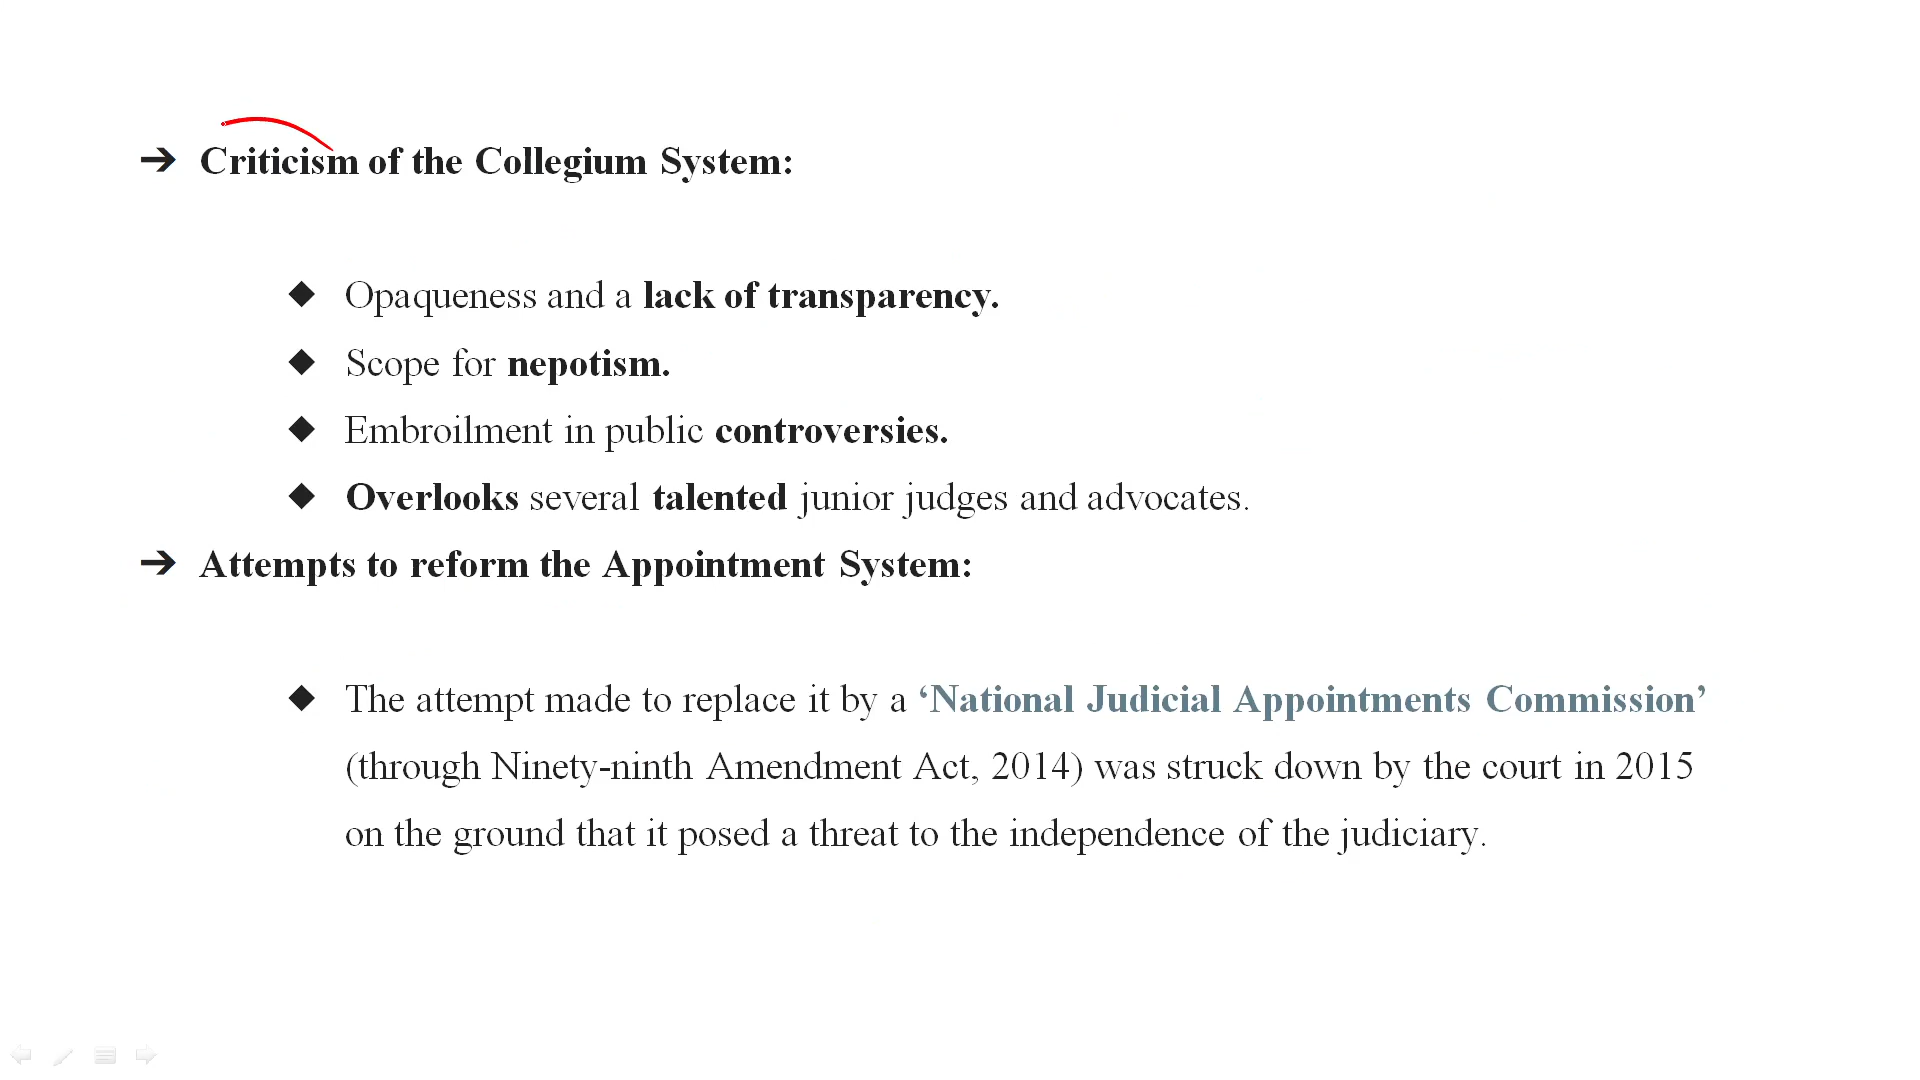 ➔ Criticism of the Collegium System:
◆ Opaqueness and a lack of transparency.
◆ Scope for nepotism.
◆ Embroilment in public controversies.
◆ Overlooks several talented junior judges and advocates.
➔ Attempts to reform the Appointment System:
◆ The attempt made to replace it by a ‘National Judicial Appointments Commission’
(through Ninety-ninth Amendment Act, 2014) was struck down by the court in 2015
on the ground that it posed a threat to the independence of the judiciary.